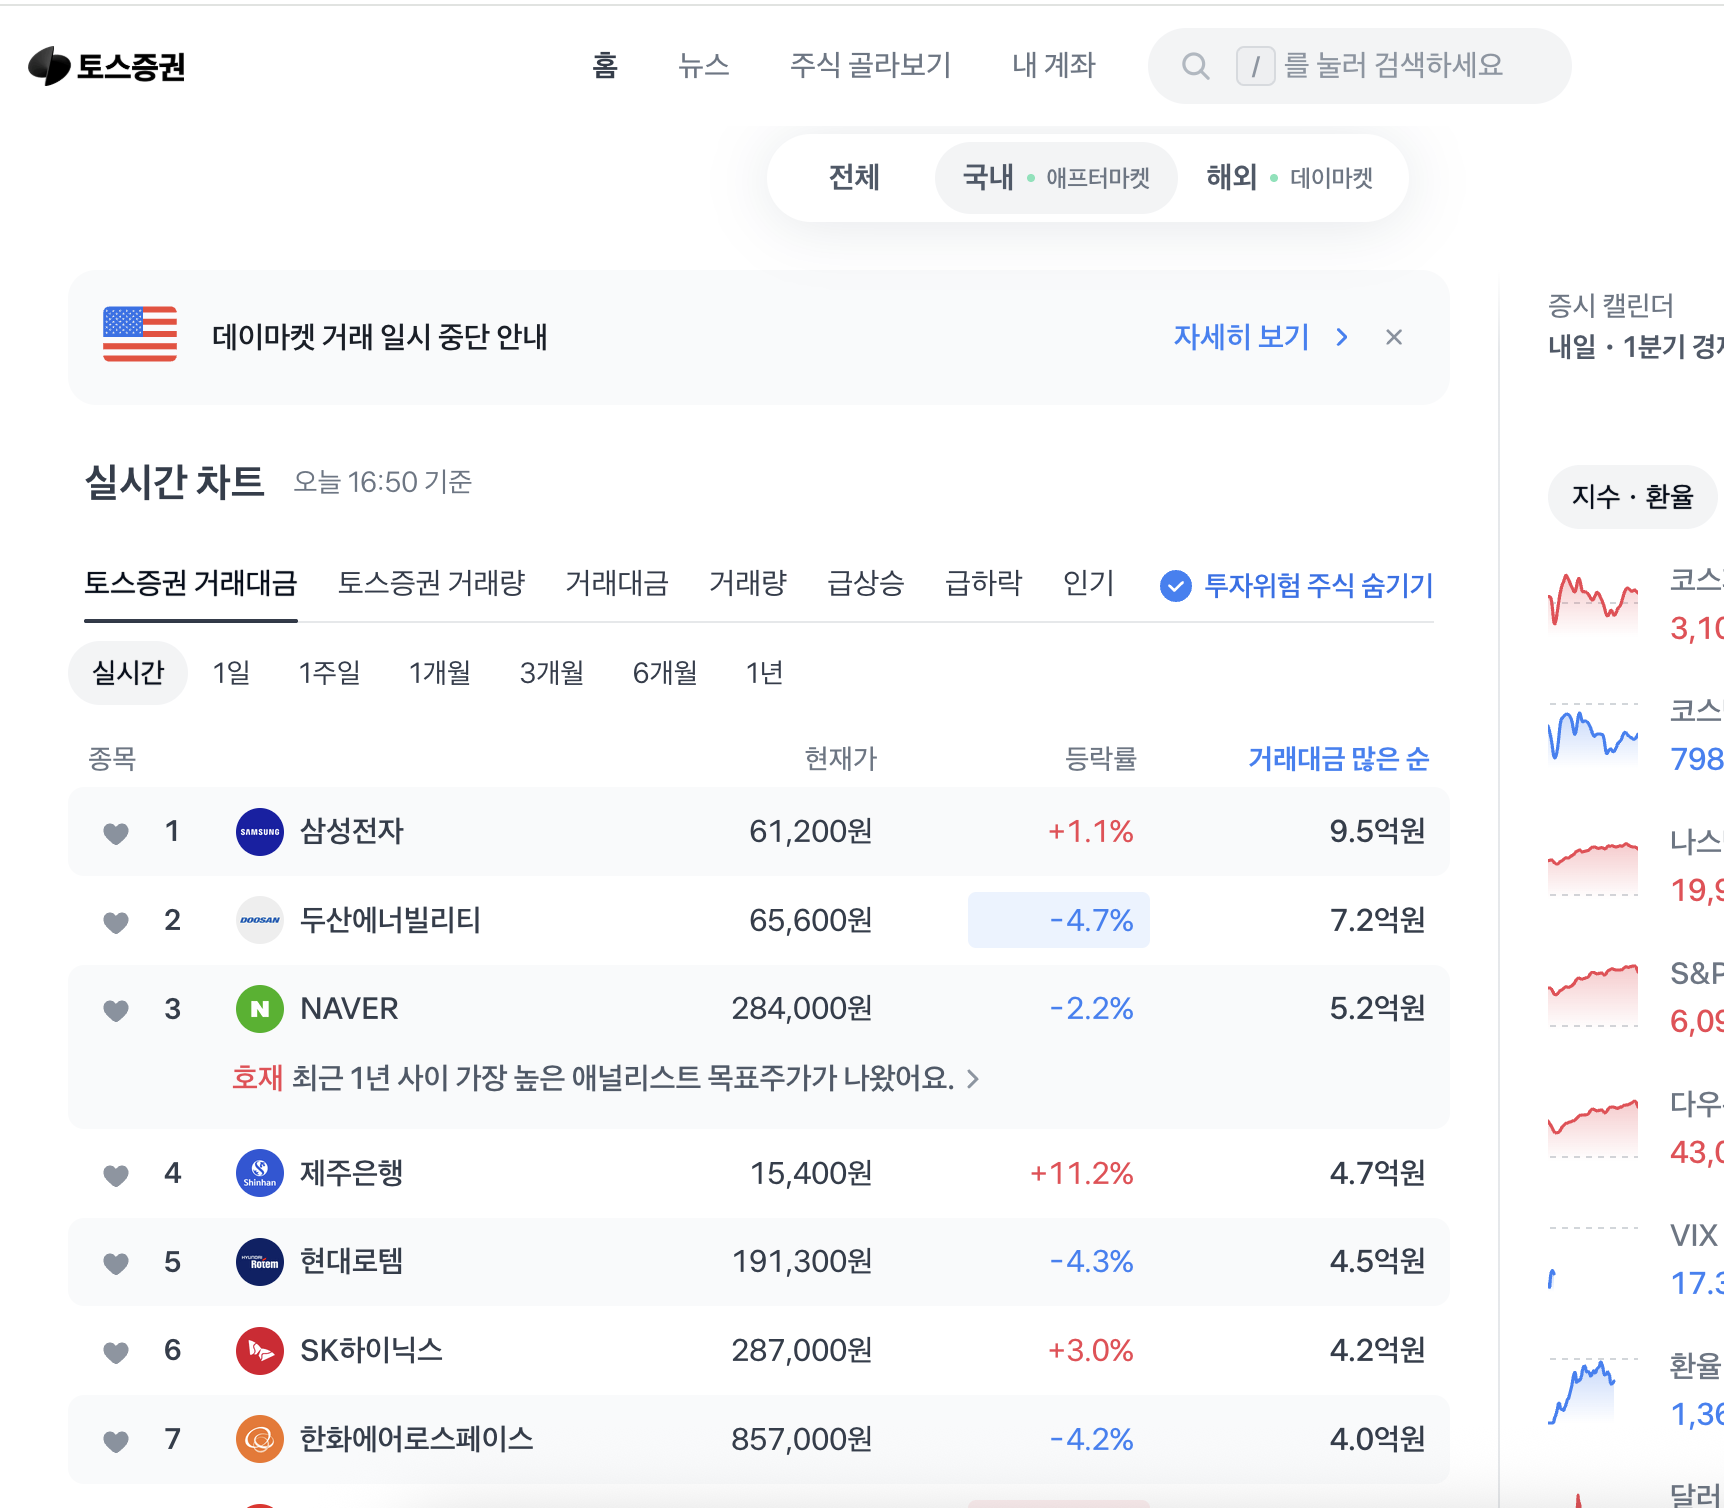 토스증권
홈 뉴스 주식 골라보기 내 계좌 / 를 눌러 검색하세요
전체 국내 • 애프터마켓 해외 • 데이마켓
데이마켓 거래 일시 중단 안내 자세히 보기 >
실시간 차트 오늘 16:50 기준
토스증권 거래대금 토스증권 거래량 거래대금 거래량 급상승 급하락 인기 투자위험 주식 숨기기
실시간 1일 1주일 1개월 3개월 6개월 1년
종목 현재가 등락률 거래대금 많은 순
1 SAMSUNG 삼성전자 61,200원 +1.1% 9.5억원
2 DOOSAN 두산에너빌리티 65,600원 -4.7% 7.2억원
3 N NAVER 284,000원 -2.2% 5.2억원
호재 최근 1년 사이 가장 높은 애널리스트 목표주가가 나왔어요. >
4 Shinhan 제주은행 15,400원 +11.2% 4.7억원
5 HYUNDAI Rotem 현대로템 191,300원 -4.3% 4.5억원
6 SK하이닉스 287,000원 +3.0% 4.2억원
7 한화에어로스페이스 857,000원 -4.2% 4.0억원
증시 캘린더
내일 · 1분기 경
지수 · 환율
코스
3,10
코스
798
나스
19,9
S&P
6,09
다우
43,0
VIX
17.3
환율
1,36
달러